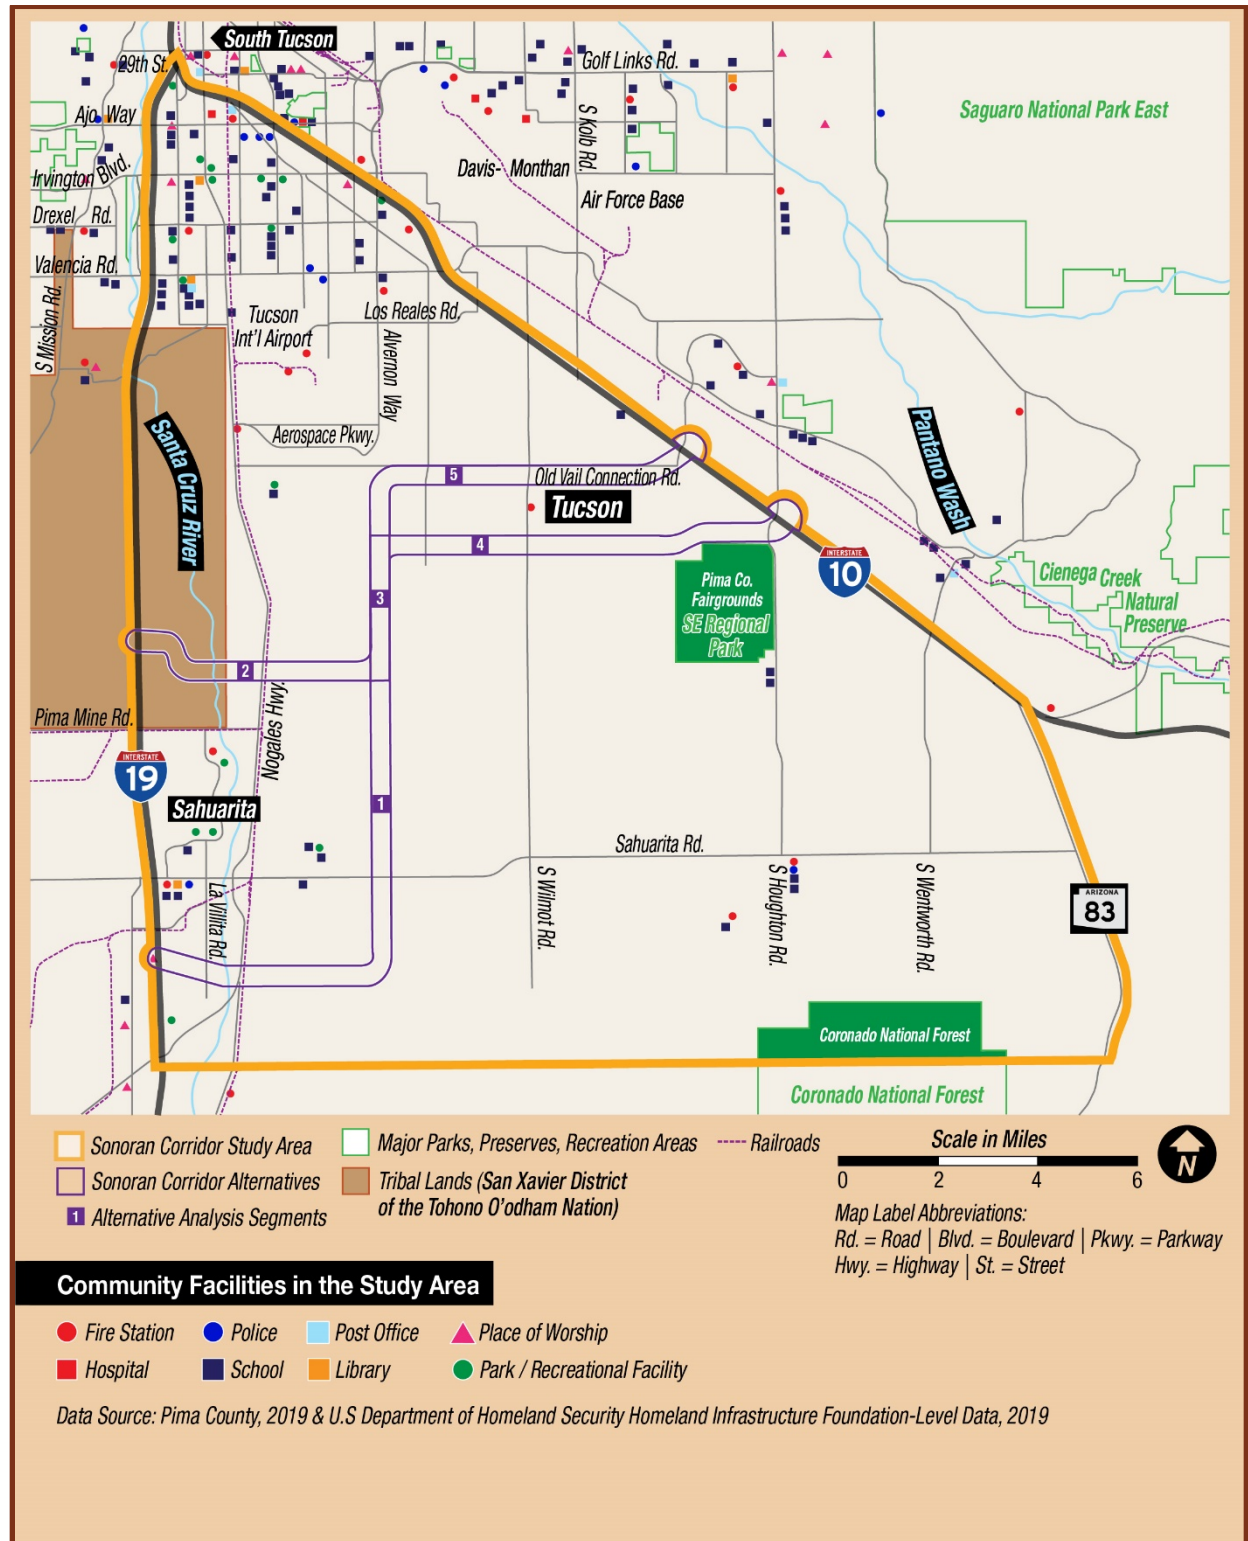 South Tucson
29th St.
Golf Links Rd.
Ajo Way
Saguaro National Park East
S Kolb Rd.
Davis- Monthan
Air Force Base
Irvington Blvd.
Drexel Rd.
Valencia Rd.
S Mission Rd.
Tucson
Int'l Airport
Los Reales Rd.
Alvernon Way
Aerospace Pkwy.
Santa Cruz River
Pantano Wash
5
Old Vail Connection Rd.
Tucson
4
INTERSTATE
10
Pima Co.
Fairgrounds
SE Regional
Park
Cienega Creek
Natural
Preserve
3
2
Pima Mine Rd.
Nogales Hwy.
INTERSTATE
19
Sahuarita
1
Sahuarita Rd.
La Villita Rd.
S Wilmot Rd.
S Houghton Rd.
S Wentworth Rd.
ARIZONA
83
Coronado National Forest
Coronado National Forest
Sonoran Corridor Study Area
Sonoran Corridor Alternatives
1 Alternative Analysis Segments
Major Parks, Preserves, Recreation Areas
Tribal Lands (San Xavier District
of the Tohono O'odham Nation)
Railroads
Scale in Miles
0 2 4 6
N
Map Label Abbreviations:
Rd. = Road | Blvd. = Boulevard | Pkwy. = Parkway
Hwy. = Highway | St. = Street
Community Facilities in the Study Area
Fire Station
Police
Post Office
Place of Worship
Hospital
School
Library
Park / Recreational Facility
Data Source: Pima County, 2019 & U.S Department of Homeland Security Homeland Infrastructure Foundation-Level Data, 2019